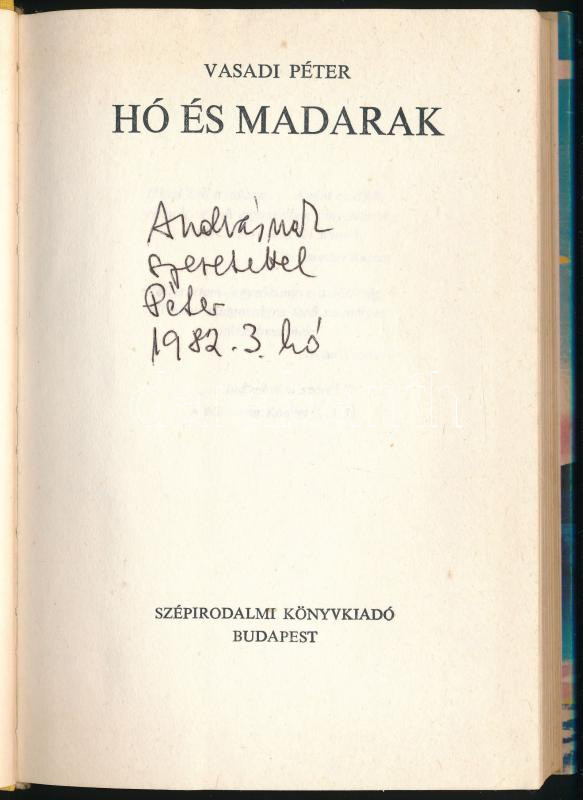 VASADI PÉTER
HÓ ÉS MADARAK
Andrásnak
szeretettel
Péter
1982. 3. hó
SZÉPIRODALMI KÖNYVKIADÓ
BUDAPEST